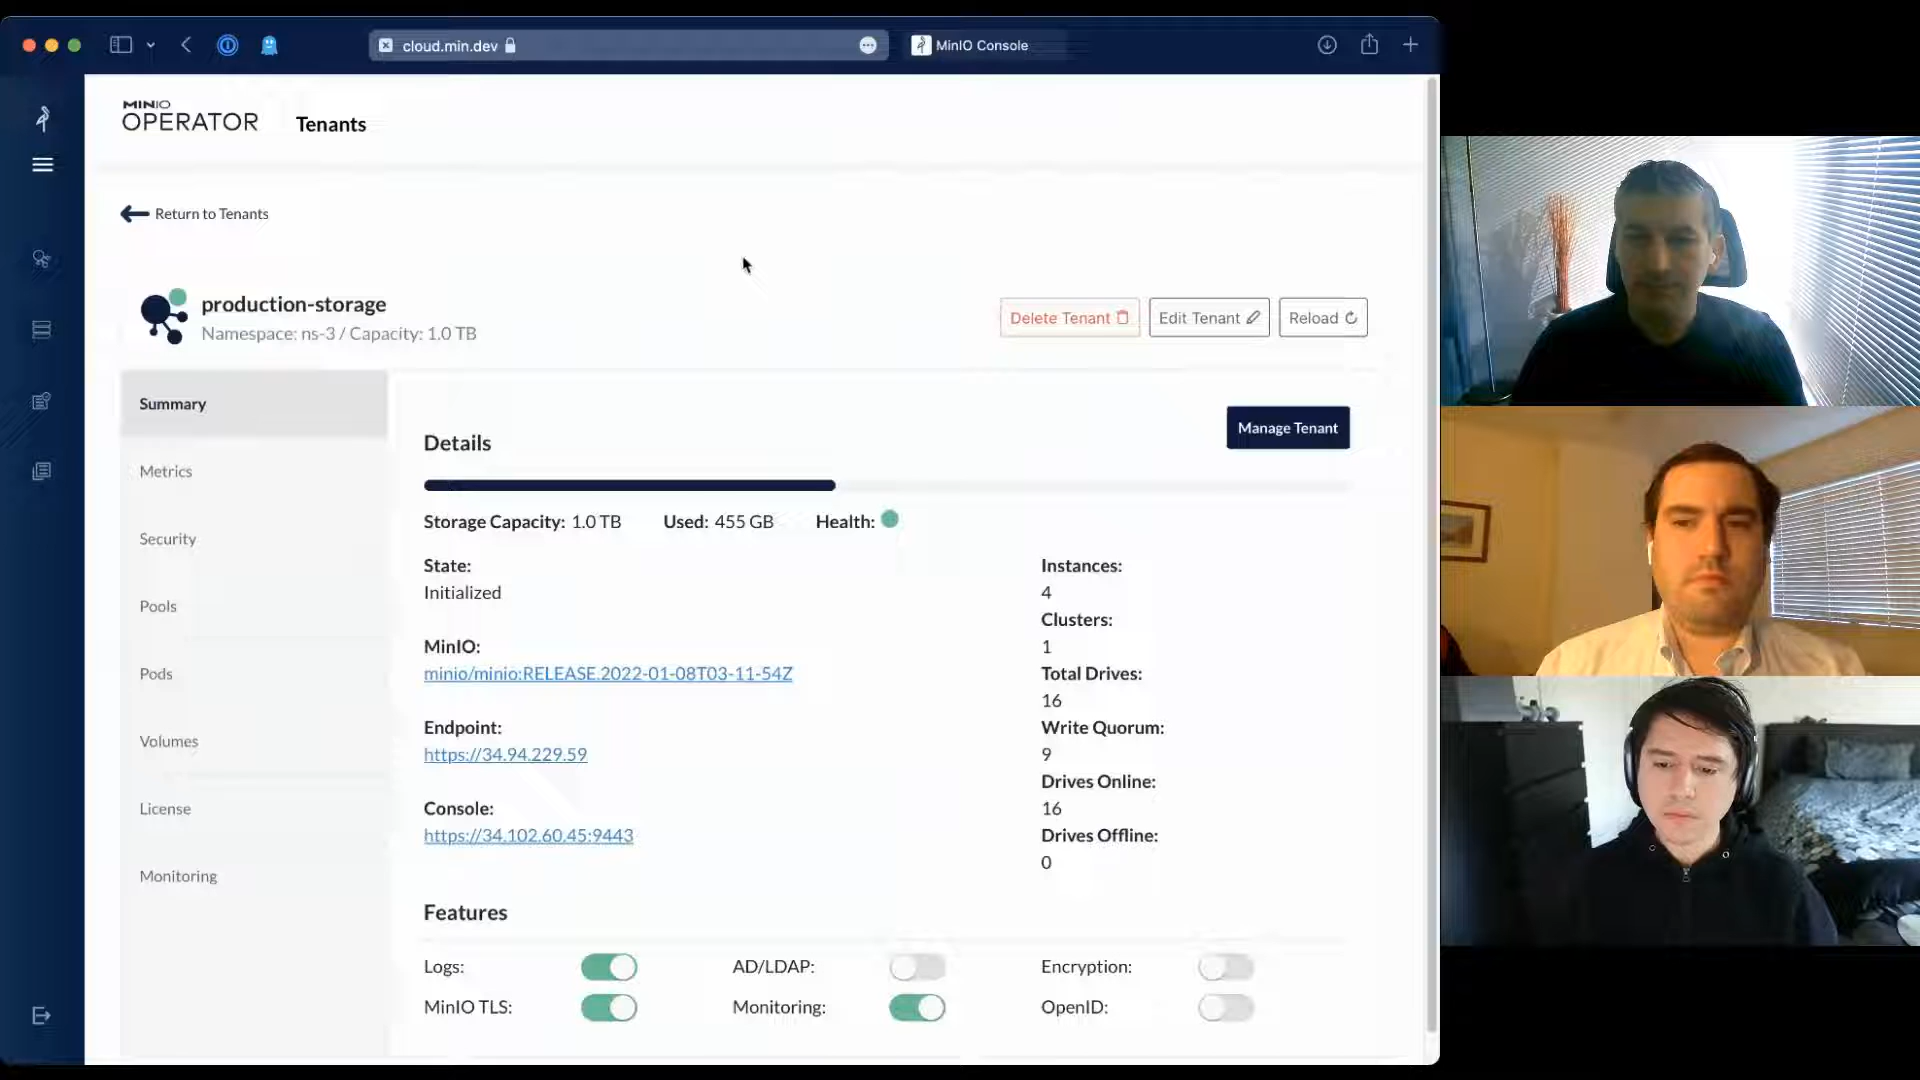 cloud.min.dev
MinIO Console
MINIO
OPERATOR
Tenants
Return to Tenants
production-storage
Namespace: ns-3 / Capacity: 1.0 TB
Delete Tenant
Edit Tenant
Reload
Summary
Metrics
Security
Pools
Pods
Volumes
License
Monitoring
Manage Tenant
Details
Storage Capacity: 1.0 TB Used: 455 GB Health:
State:
Initialized
MinIO:
minio/minio:RELEASE.2022-01-08T03-11-54Z
Endpoint:
https://34.94.229.59
Console:
https://34.102.60.45:9443
Instances:
4
Clusters:
1
Total Drives:
16
Write Quorum:
9
Drives Online:
16
Drives Offline:
0
Features
Logs: AD/LDAP: Encryption:
MinIO TLS: Monitoring: OpenID: